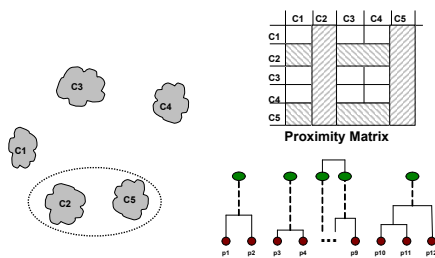 C3
C4
C1
C2
C5
C1 C2 C3 C4 C5
C1
C2
C3
C4
C5
Proximity Matrix
...
p1 p2 p3 p4 p9 p10 p11 p12